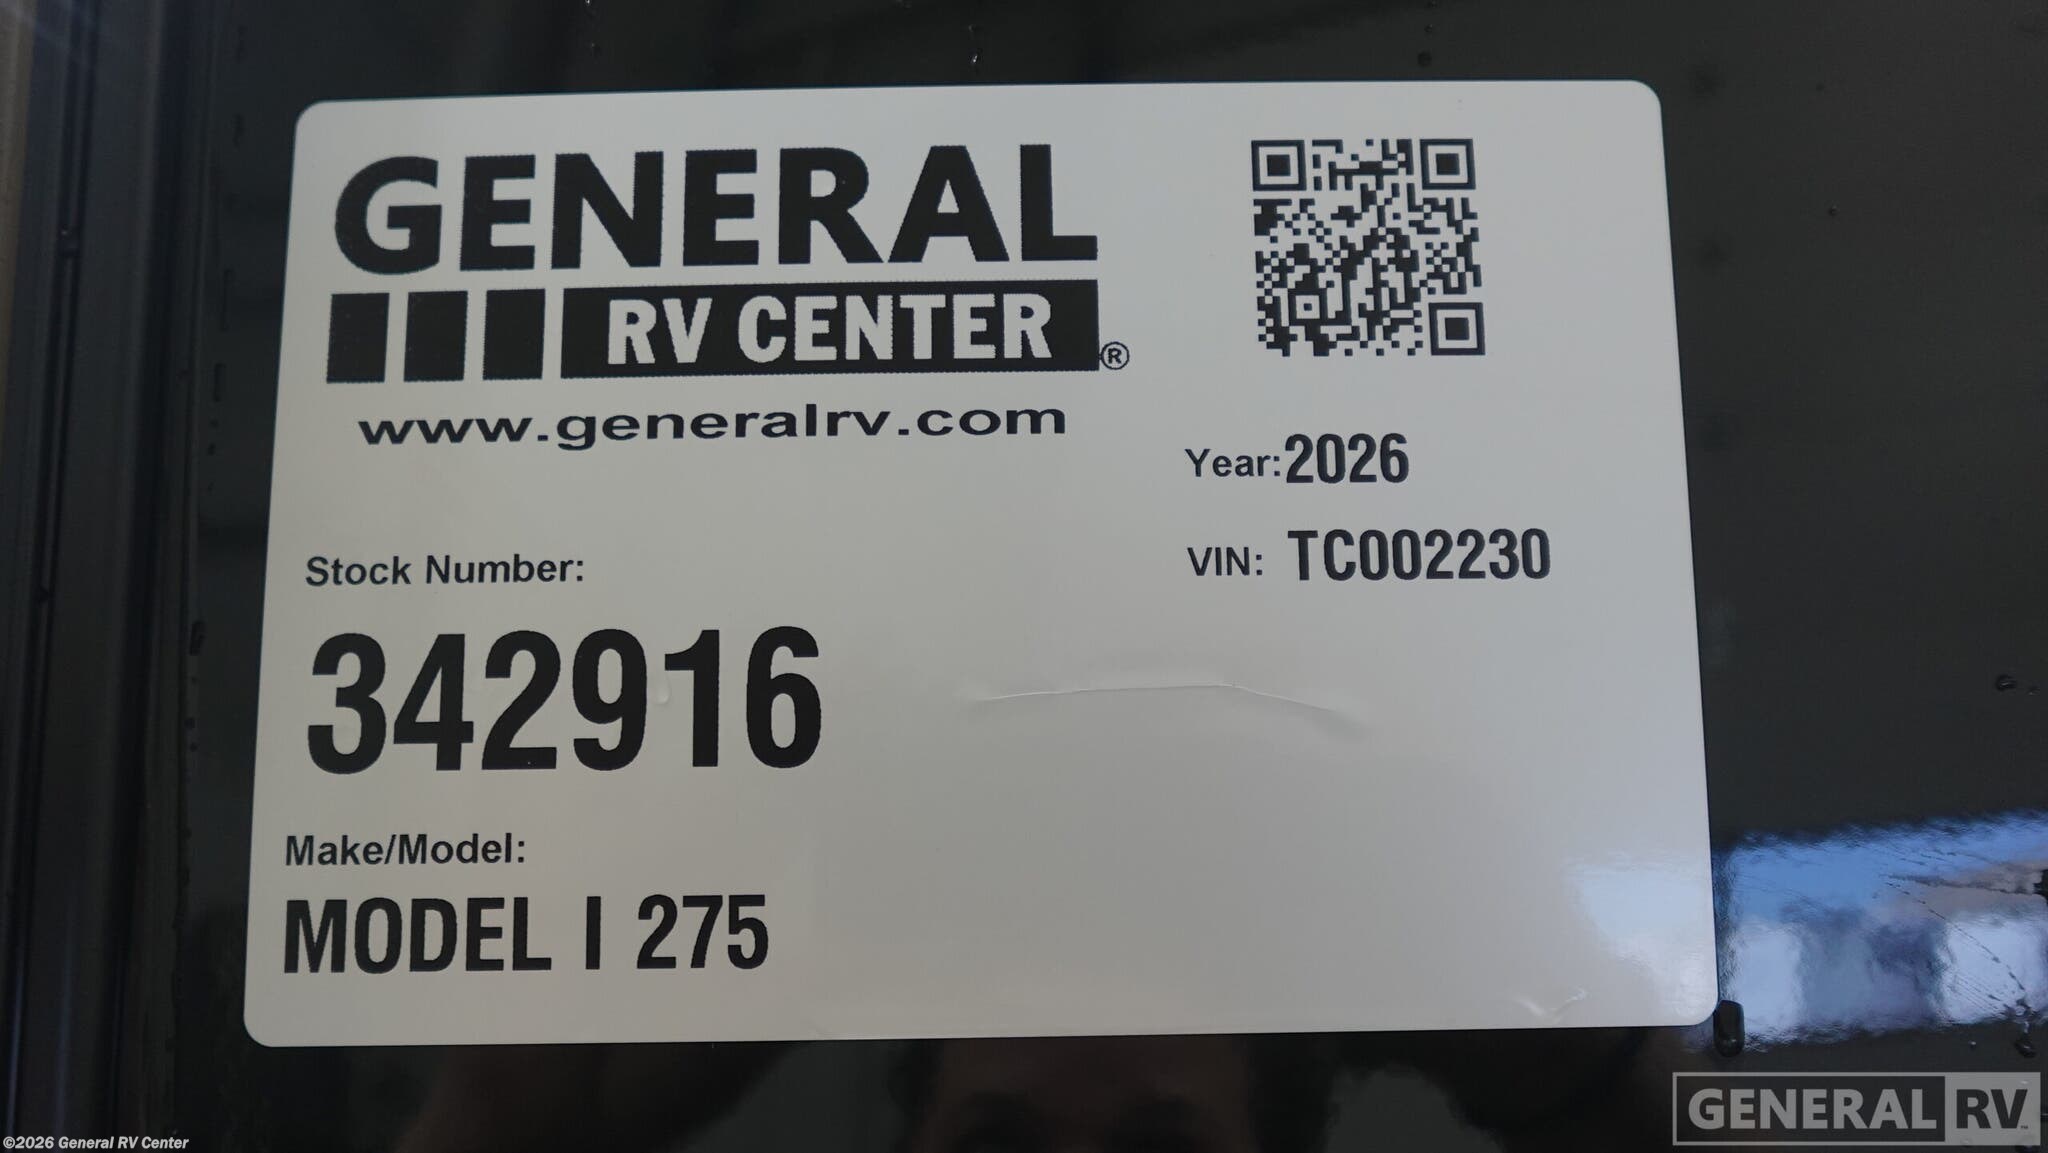 GENERAL
RV CENTER®
www.generalrv.com
Year: 2026
VIN: TC002230
Stock Number:
342916
Make/Model:
MODEL I 275
©2026 General RV Center
GENERAL RV™